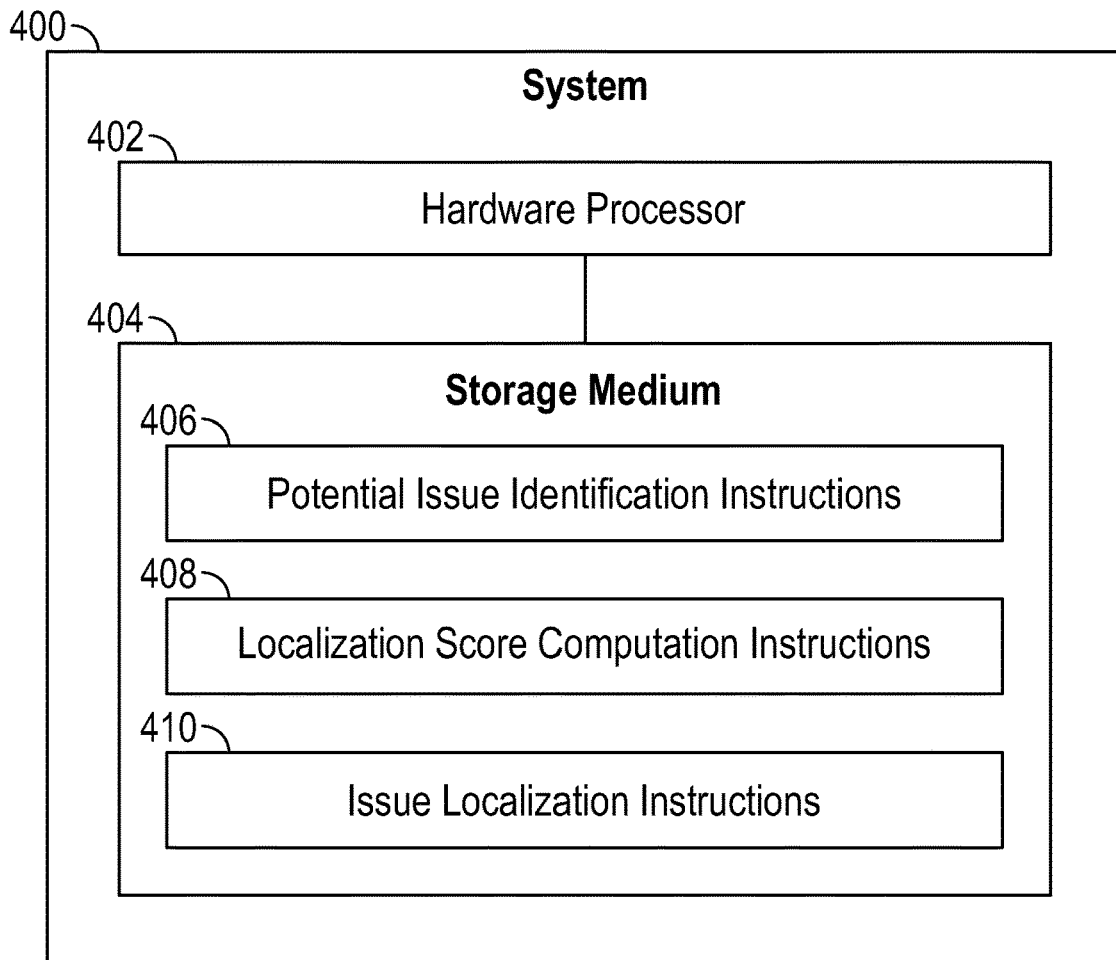 400
System
402
Hardware Processor
404
Storage Medium
406
Potential Issue Identification Instructions
408
Localization Score Computation Instructions
410
Issue Localization Instructions